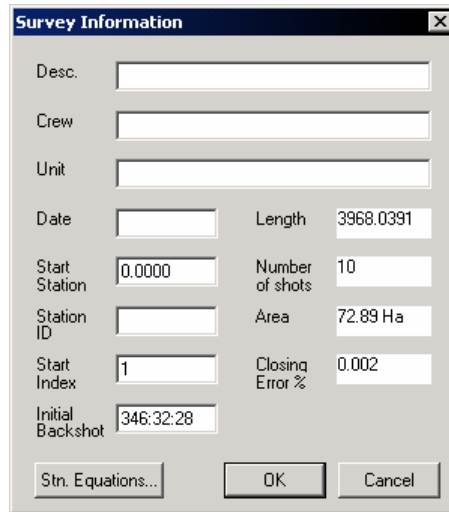 Survey Information
Desc.
Crew
Unit
Date
Length 3968.0391
Start
Station 0.0000
Number
of shots 10
Station
ID
Area 72.89 Ha
Start
Index 1
Closing
Error % 0.002
Initial
Backshot 346:32:28
Stn. Equations... OK Cancel